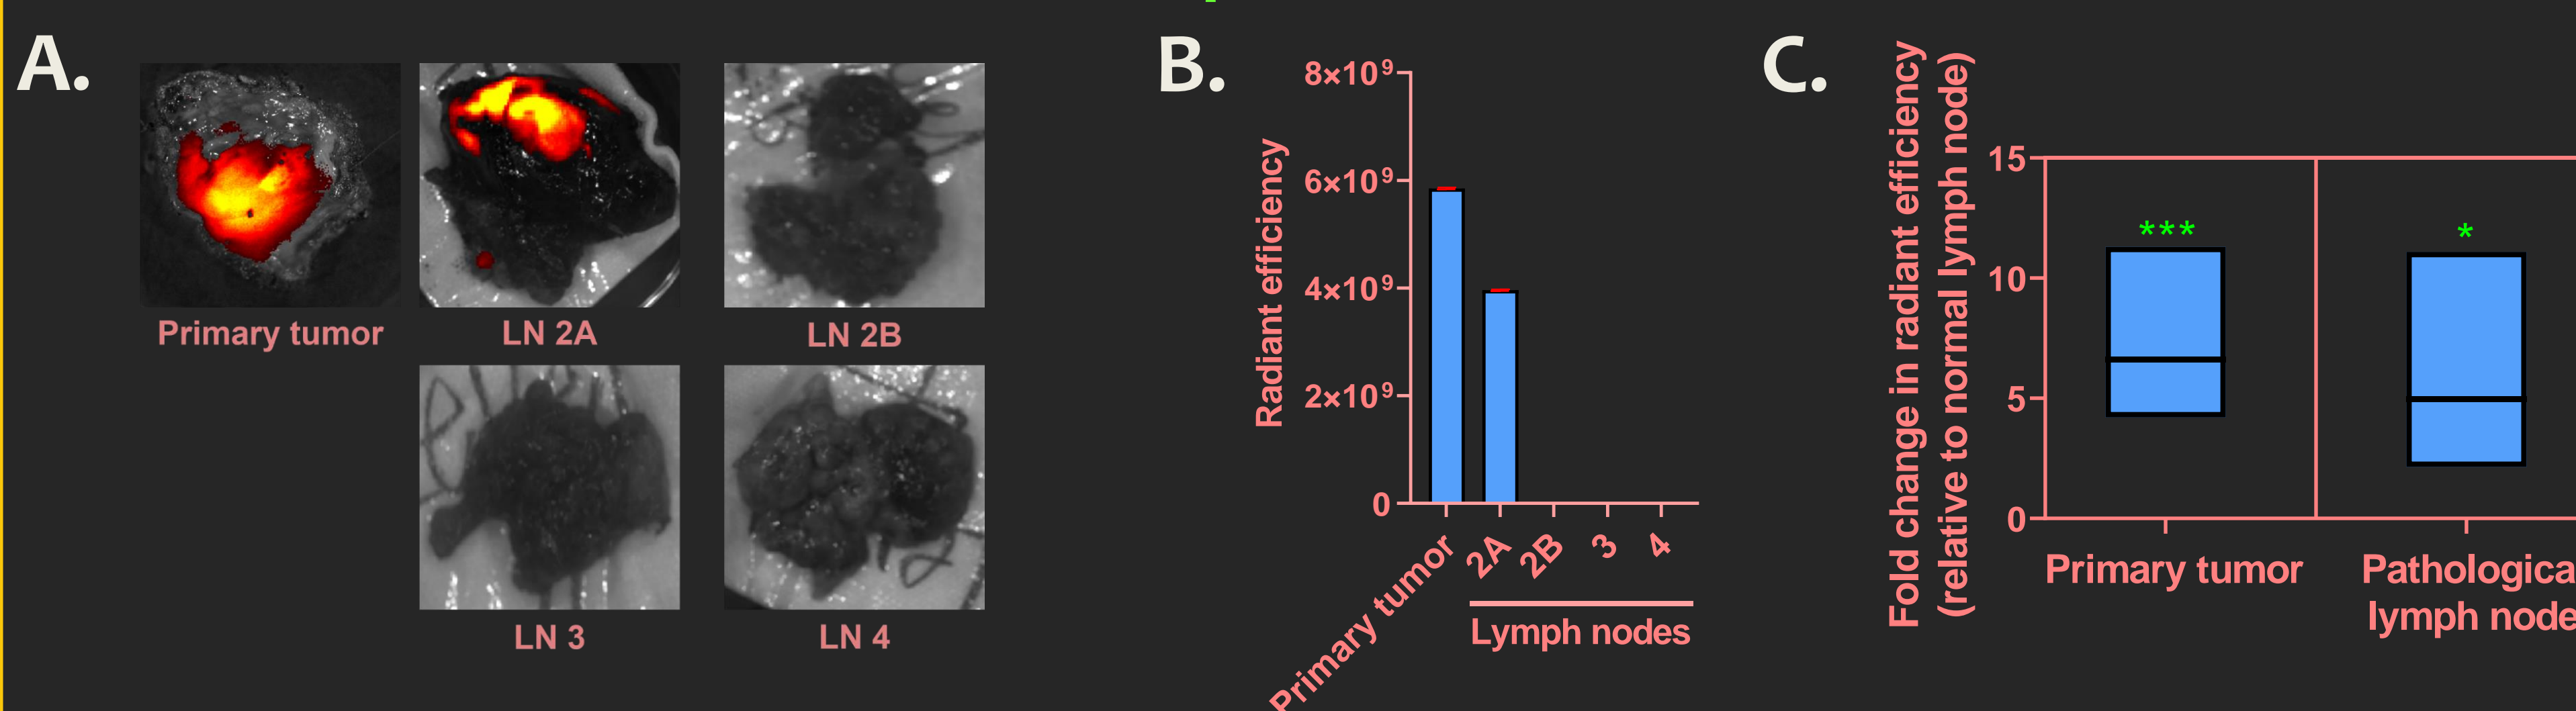 A.
Primary tumor
LN 2A
LN 2B
LN 3
LN 4
B.
Radiant efficiency
8×10⁹
6×10⁹
4×10⁹
2×10⁹
0
Primary tumor
2A
2B
3
4
Lymph nodes
C.
Fold change in radiant efficiency
(relative to normal lymph node)
15
10
5
0
***
*
Primary tumor
Pathologica
lymph node